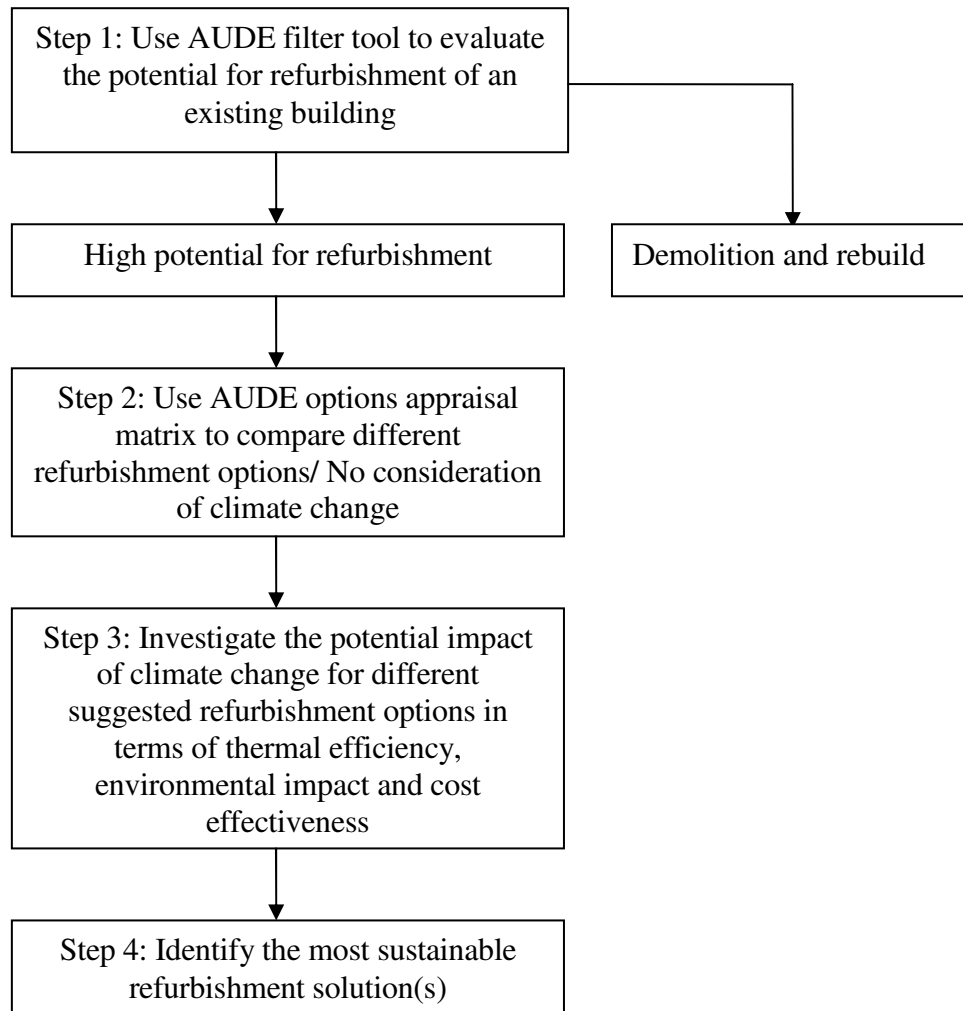 Step 1: Use AUDE filter tool to evaluate
the potential for refurbishment of an
existing building
High potential for refurbishment
Demolition and rebuild
Step 2: Use AUDE options appraisal
matrix to compare different
refurbishment options/ No consideration
of climate change
Step 3: Investigate the potential impact
of climate change for different
suggested refurbishment options in
terms of thermal efficiency,
environmental impact and cost
effectiveness
Step 4: Identify the most sustainable
refurbishment solution(s)